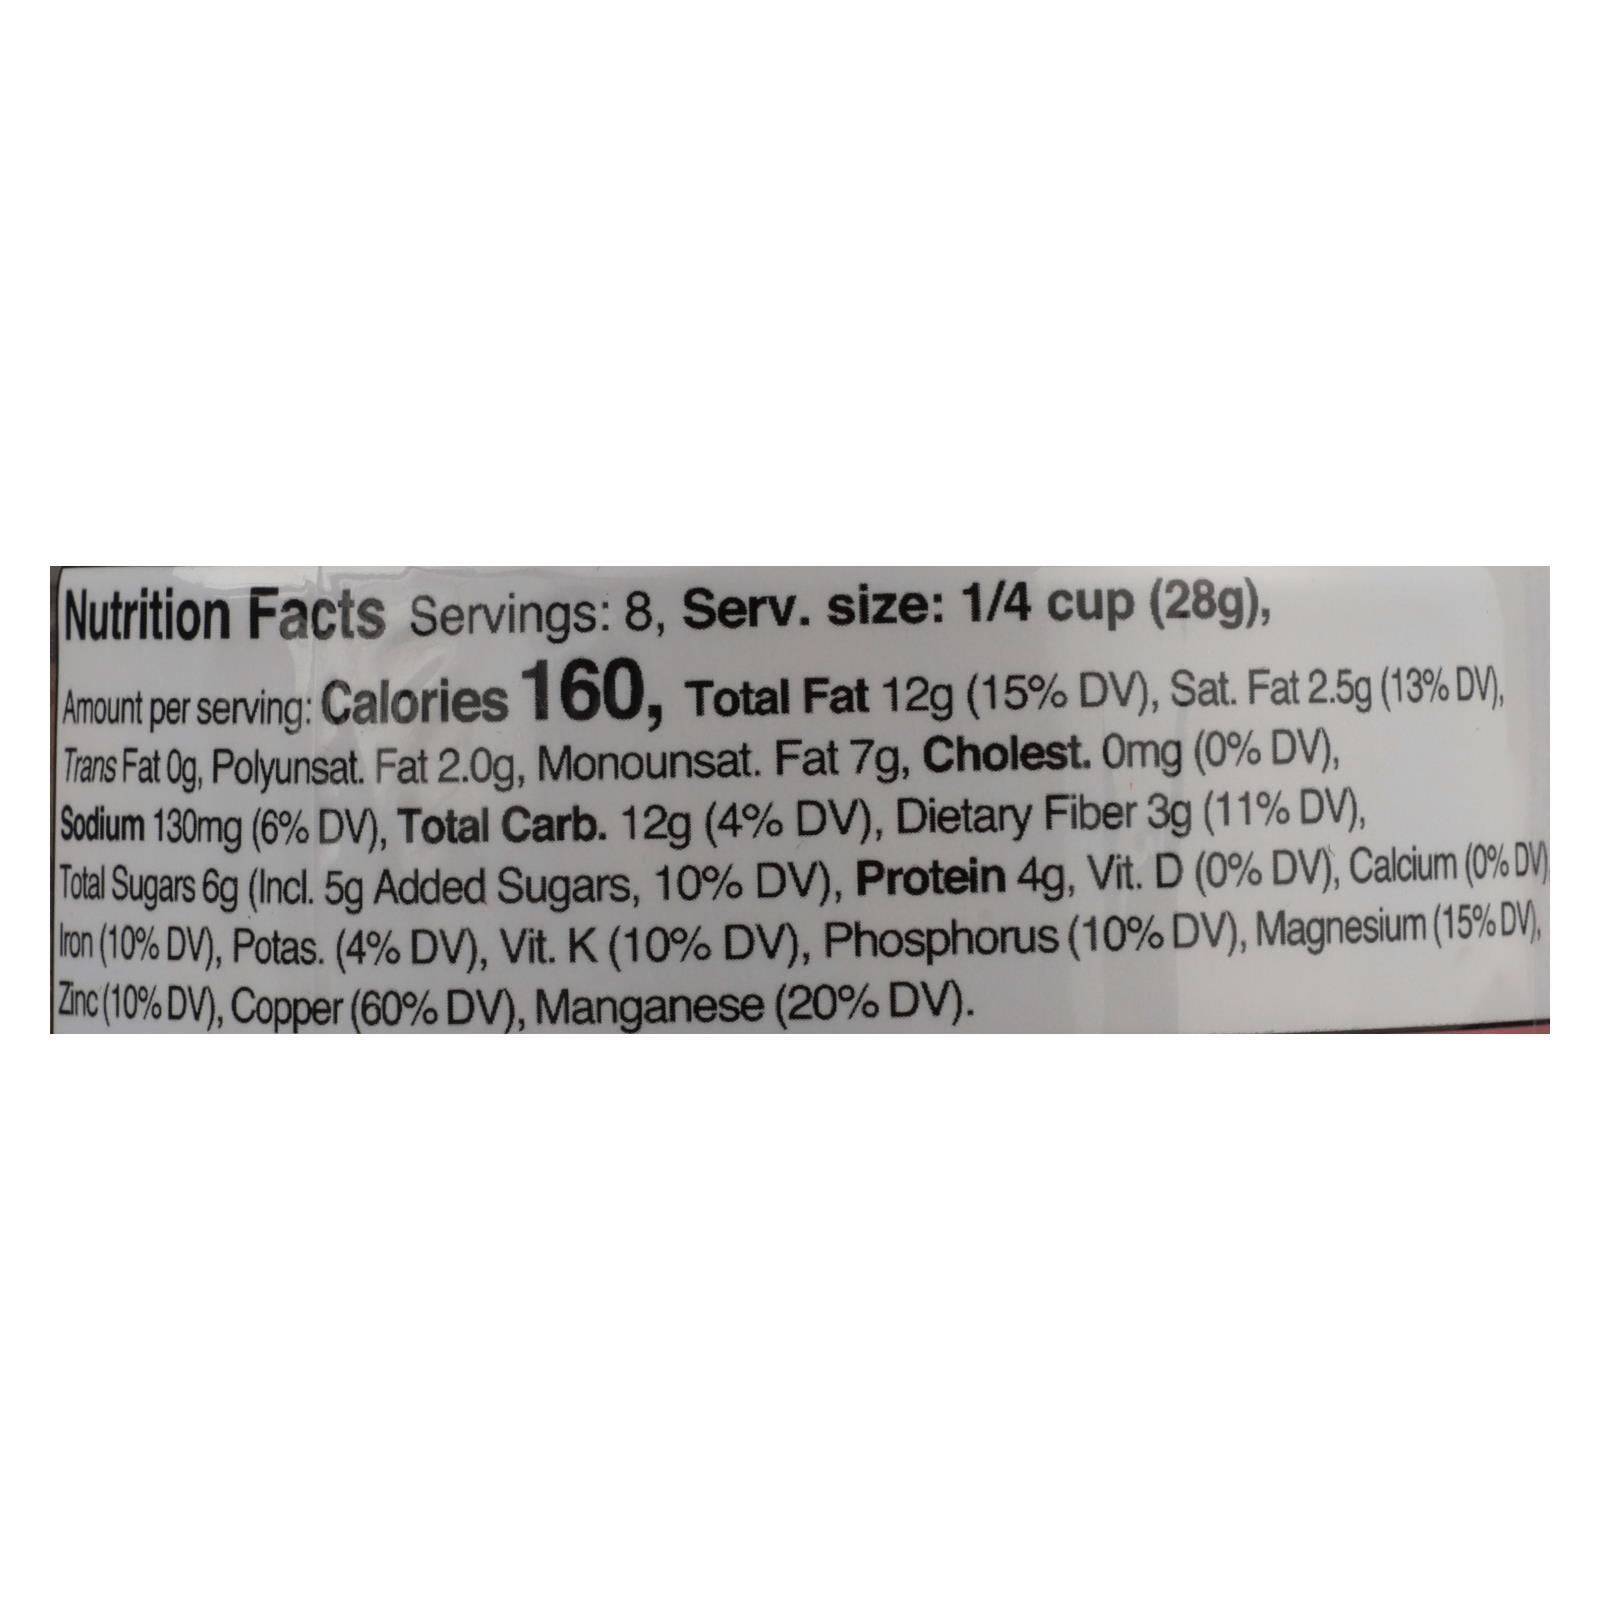 Nutrition Facts Servings: 8, Serv. size: 1/4 cup (28g),
Amount per serving: Calories 160, Total Fat 12g (15% DV), Sat. Fat 2.5g (13% DV),
Trans Fat 0g, Polyunsat. Fat 2.0g, Monounsat. Fat 7g, Cholest. 0mg (0% DV),
Sodium 130mg (6% DV), Total Carb. 12g (4% DV), Dietary Fiber 3g (11% DV),
Total Sugars 6g (Incl. 5g Added Sugars, 10% DV), Protein 4g, Vit. D (0% DV), Calcium (0% DV)
Iron (10% DV), Potas. (4% DV), Vit. K (10% DV), Phosphorus (10% DV), Magnesium (15% DV),
Zinc (10% DV), Copper (60% DV), Manganese (20% DV).